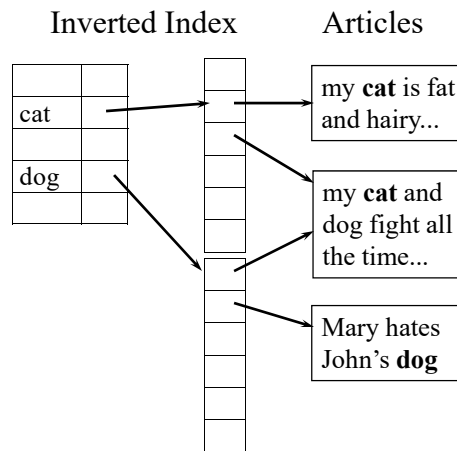 Inverted Index
Articles
cat
dog
my cat is fat
and hairy...
my cat and
dog fight all
the time...
Mary hates
John's dog